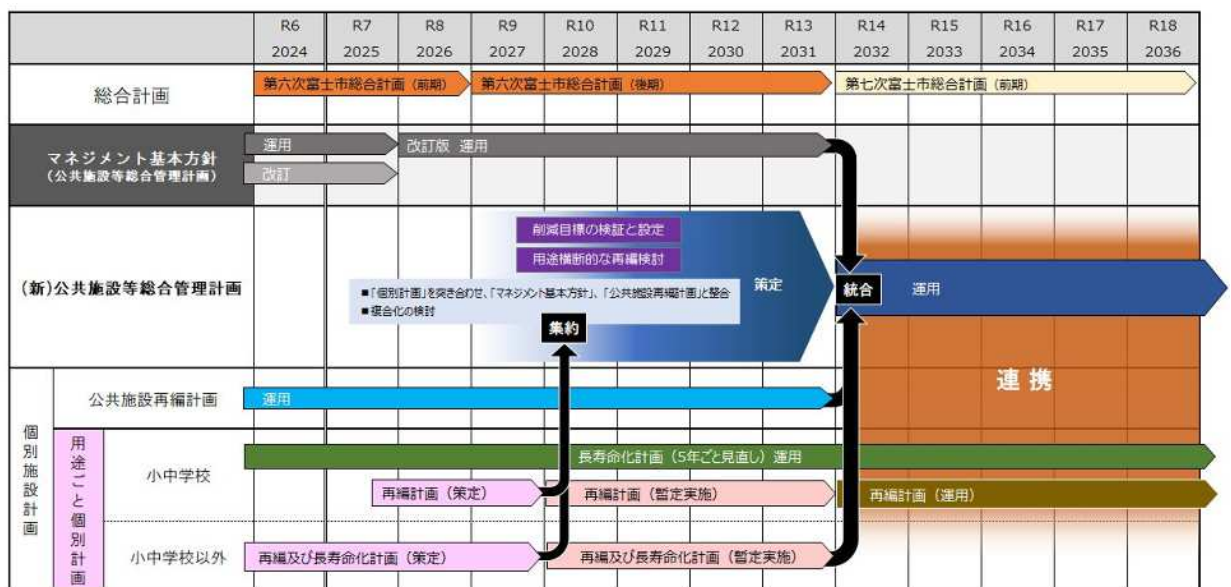 R6 R7 R8 R9 R10 R11 R12 R13 R14 R15 R16 R17 R18
2024 2025 2026 2027 2028 2029 2030 2031 2032 2033 2034 2035 2036
総合計画
第六次富士市総合計画（前期）
第六次富士市総合計画（後期）
第七次富士市総合計画（前期）
マネジメント基本方針
（公共施設等総合管理計画）
運用
改訂版 運用
改訂
(新)公共施設等総合管理計画
削減目標の検証と設定
用途横断的な再編検討
■「個別計画」を突き合わせ、「マネジメント基本方針」、「公共施設再編計画」と整合
■複合化の検討
策定
集約
統合
運用
連携
個別施設計画
公共施設再編計画
運用
用途ごと個別計画
小中学校
長寿命化計画（5年ごと見直し）運用
再編計画（策定）
再編計画（暫定実施）
再編計画（運用）
小中学校以外
再編及び長寿命化計画（策定）
再編及び長寿命化計画（暫定実施）